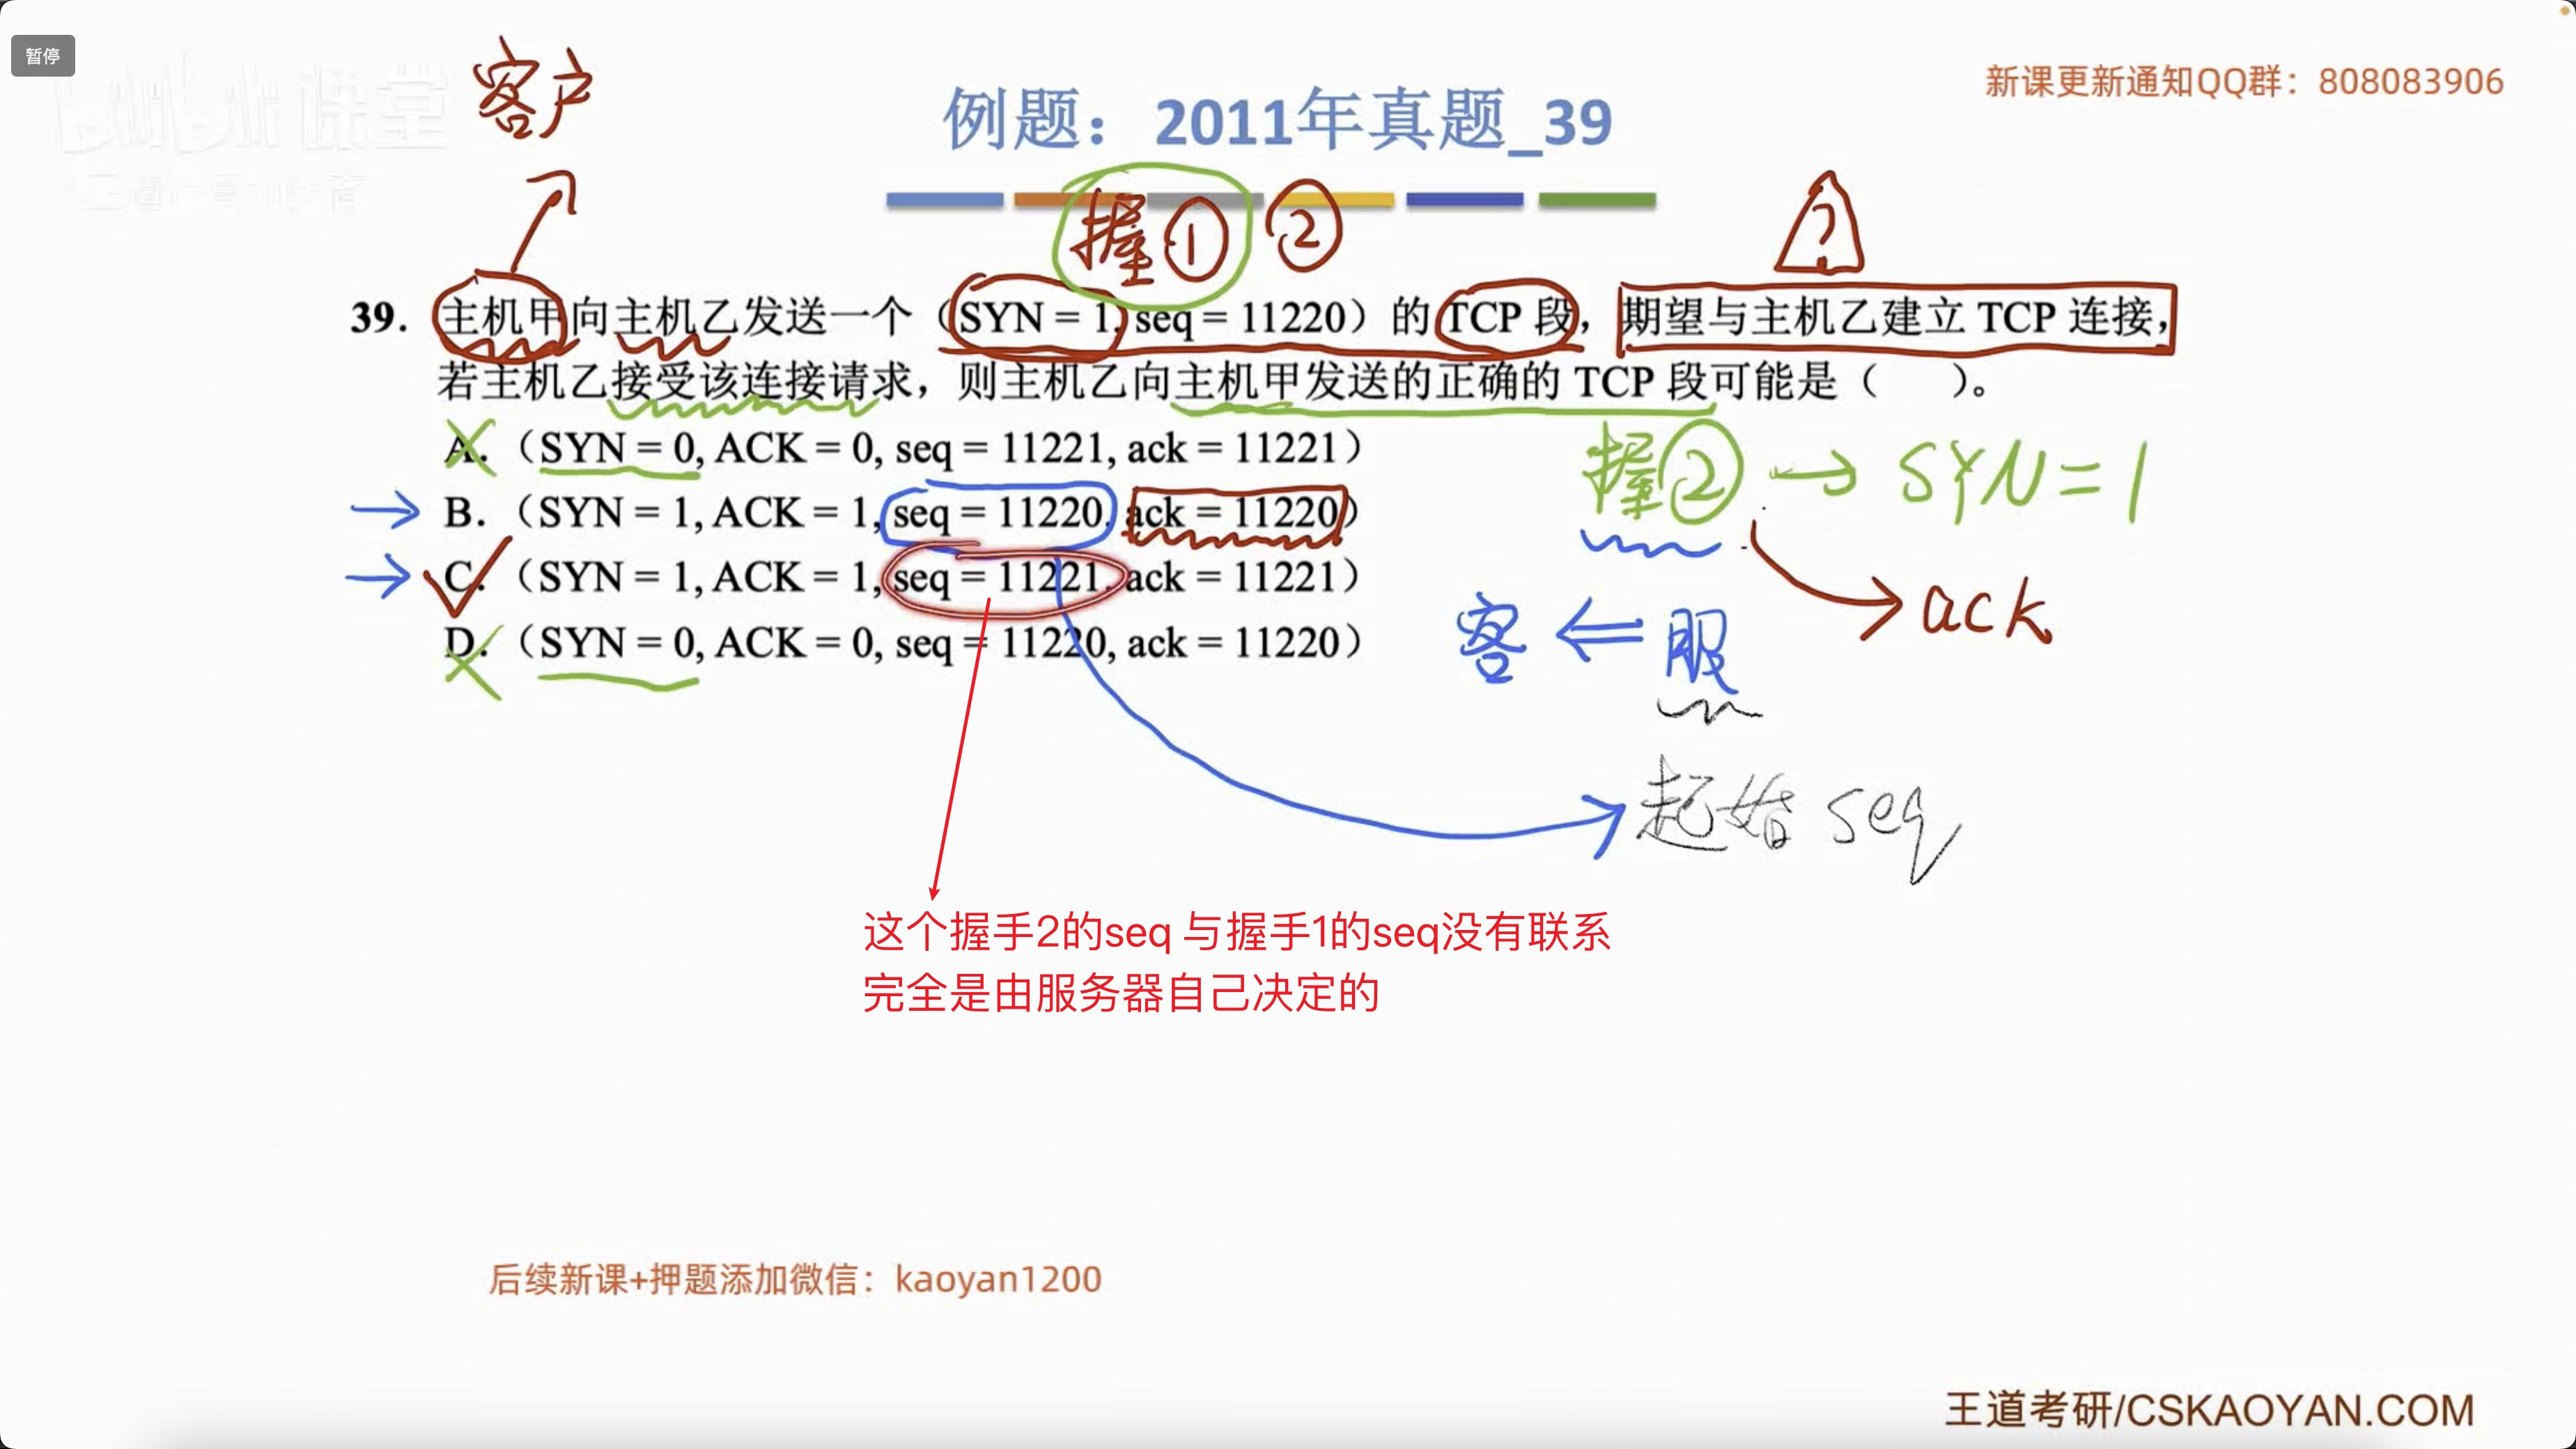 暂停
课堂
客户
新课更新通知QQ群：808083906
例题：2011年真题_39
握① ②
?
39. 主机甲向主机乙发送一个（SYN = 1, seq = 11220）的 TCP 段，期望与主机乙建立 TCP 连接，
若主机乙接受该连接请求，则主机乙向主机甲发送的正确的 TCP 段可能是（　　）。
A.（SYN = 0, ACK = 0, seq = 11221, ack = 11221）
B.（SYN = 1, ACK = 1, seq = 11220, ack = 11220）
C.（SYN = 1, ACK = 1, seq = 11221, ack = 11221）
D.（SYN = 0, ACK = 0, seq = 11220, ack = 11220）
握② → SYN=1
ack
客 ⇐ 服
起始 seq
这个握手2的seq 与握手1的seq没有联系
完全是由服务器自己决定的
后续新课+押题添加微信：kaoyan1200
王道考研/CSKAOYAN.COM